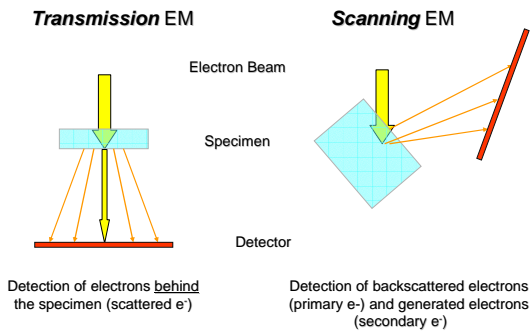 Transmission EM
Scanning EM
Electron Beam
Specimen
Detector
Detection of electrons behind
the specimen (scattered e-)
Detection of backscattered electrons
(primary e-) and generated electrons
(secondary e-)